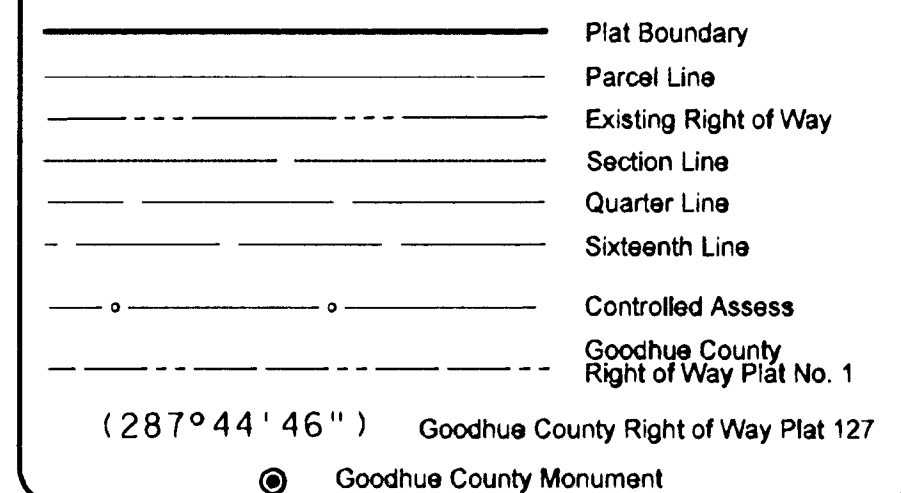 Plat Boundary
Parcel Line
Existing Right of Way
Section Line
Quarter Line
Sixteenth Line
Controlled Assess
Goodhue County
Right of Way Plat No. 1
(287°44'46") Goodhue County Right of Way Plat 127
Goodhue County Monument